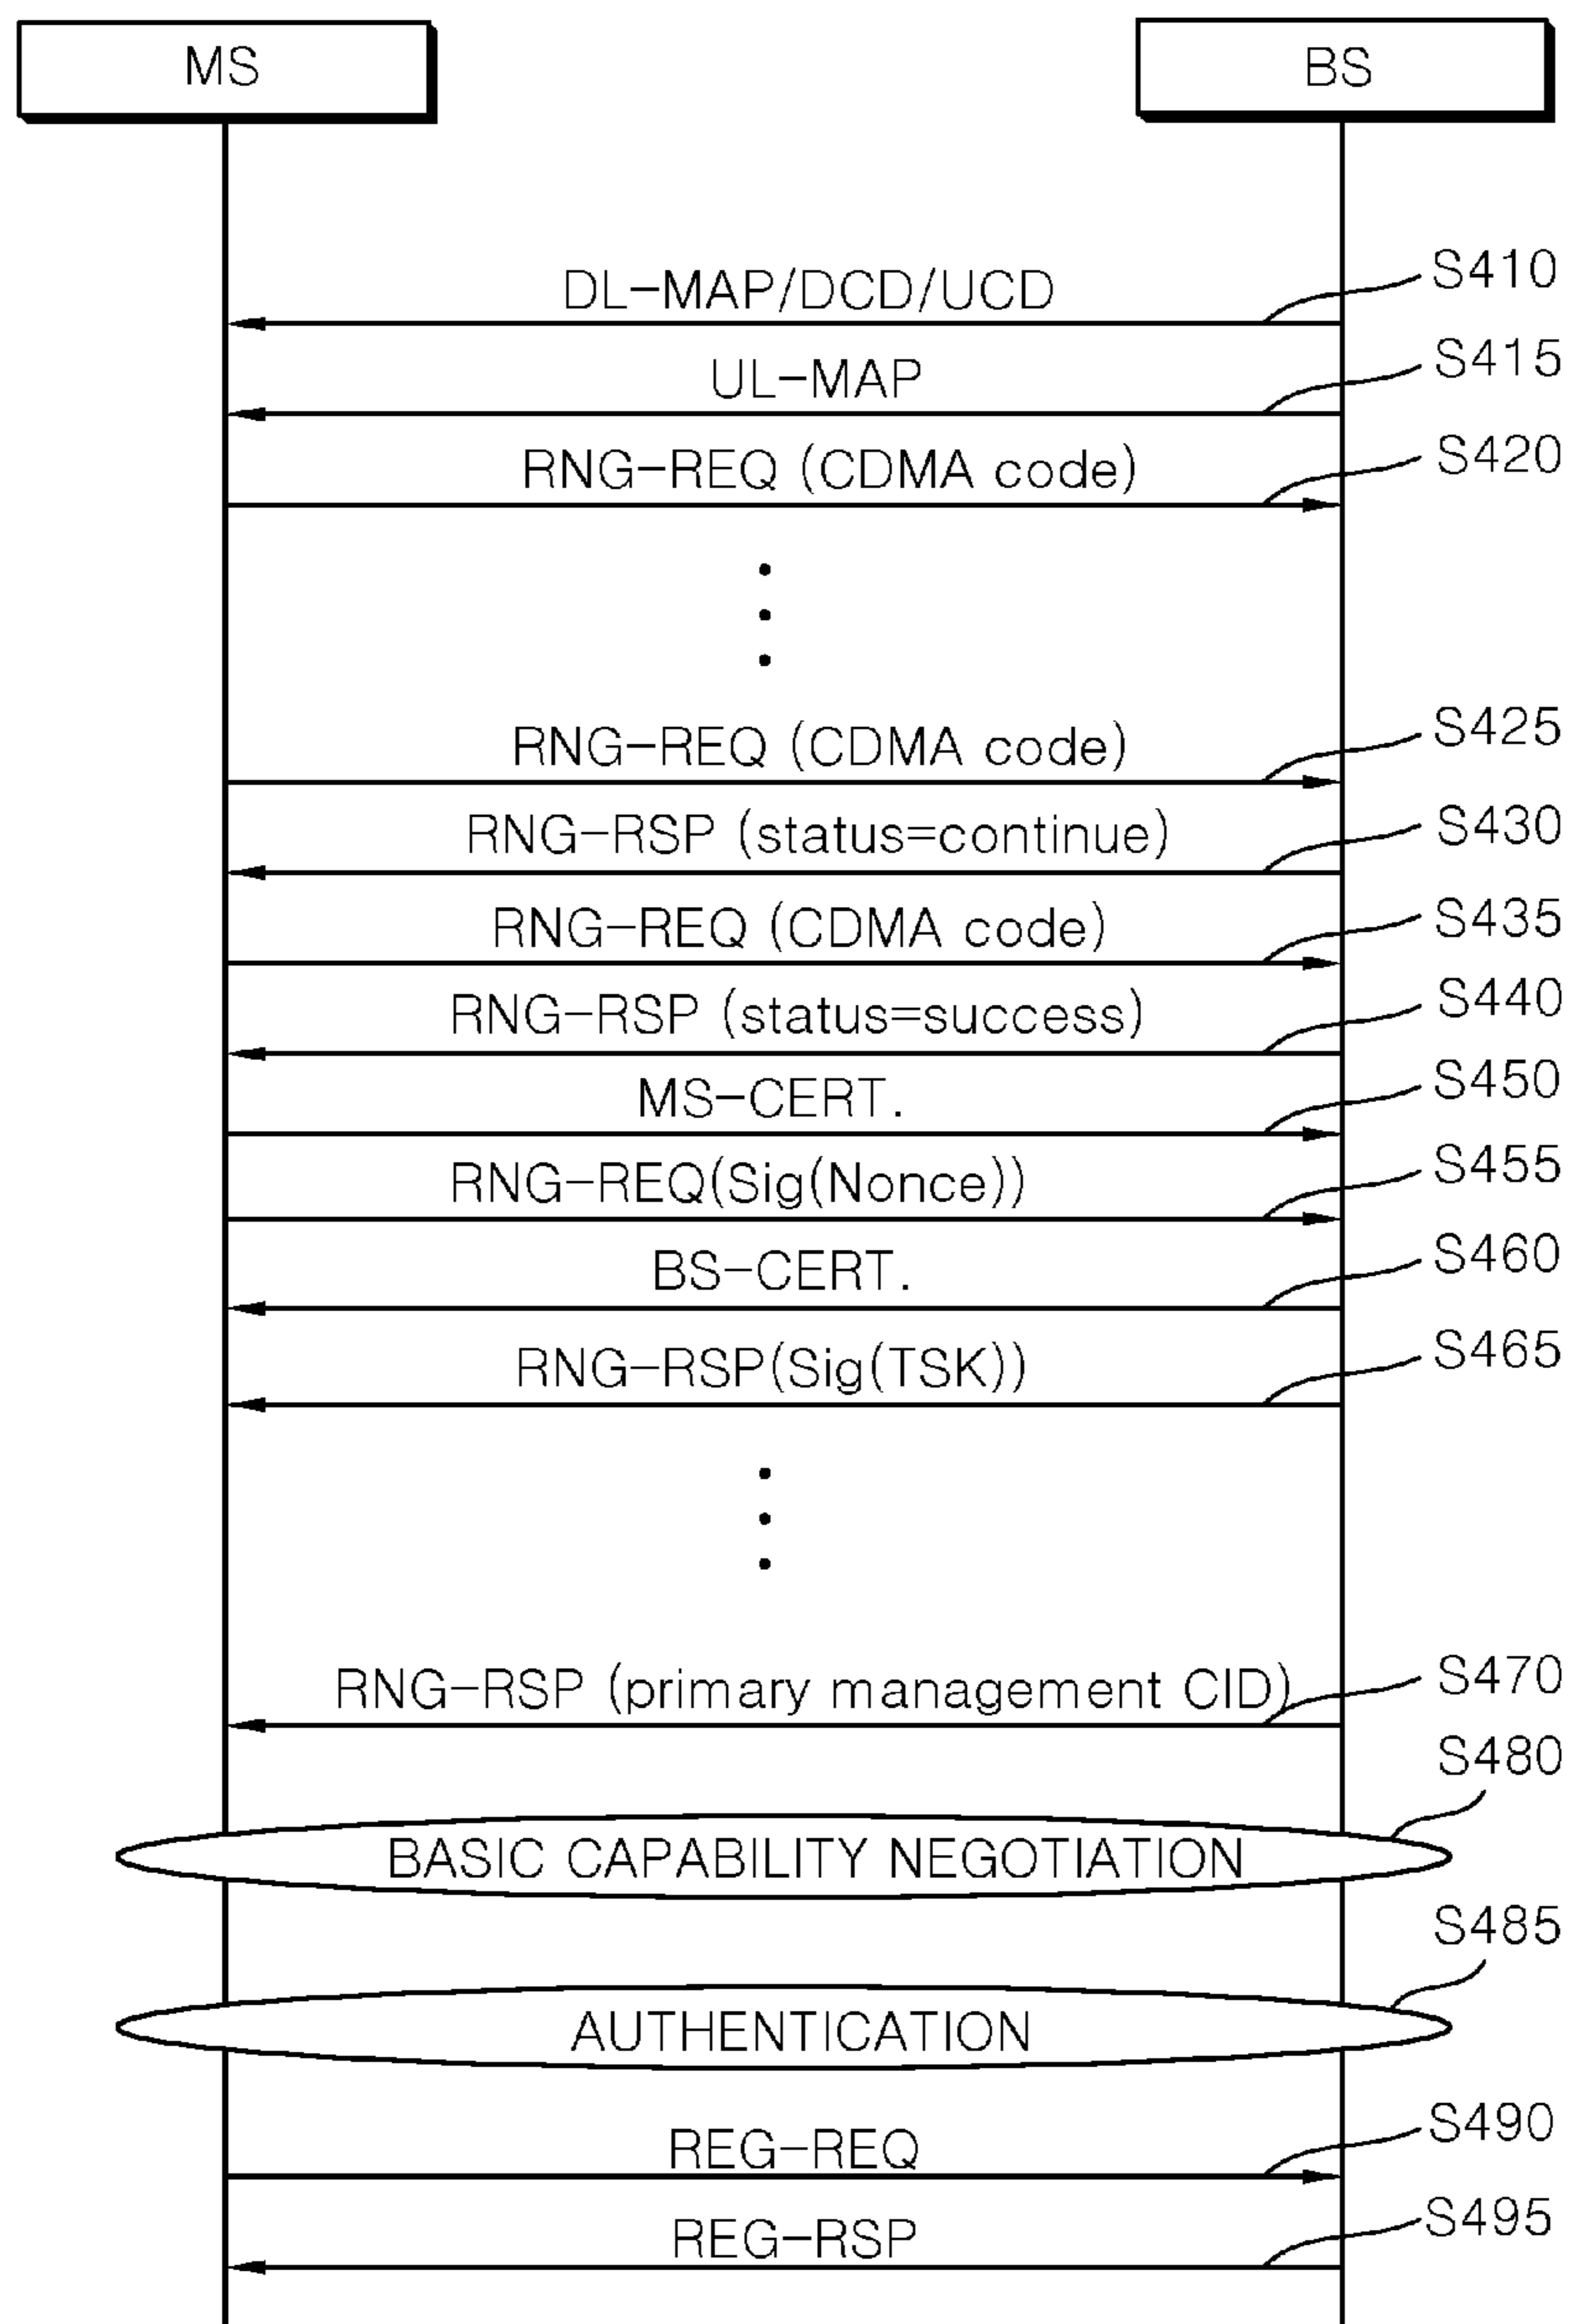 MS
BS
DL-MAP/DCD/UCD
S410
UL-MAP
S415
RNG-REQ (CDMA code)
S420
RNG-REQ (CDMA code)
S425
RNG-RSP (status=continue)
S430
RNG-REQ (CDMA code)
S435
RNG-RSP (status=success)
S440
MS-CERT.
S450
RNG-REQ(Sig(Nonce))
S455
BS-CERT.
S460
RNG-RSP(Sig(TSK))
S465
RNG-RSP (primary management CID)
S470
S480
BASIC CAPABILITY NEGOTIATION
S485
AUTHENTICATION
REG-REQ
S490
REG-RSP
S495